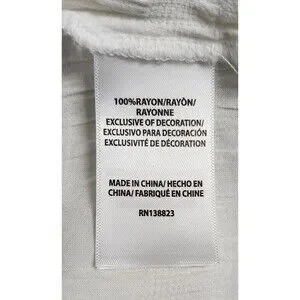 100%RAYON/RAYÒN/
RAYONNE
EXCLUSIVE OF DECORATION/
EXCLUSIVO PARA DECORACIÓN
EXCLUSIVITÉ DE DÉCORATION
MADE IN CHINA/ HECHO EN
CHINA/ FABRIQUÉ EN CHINE
RN138823